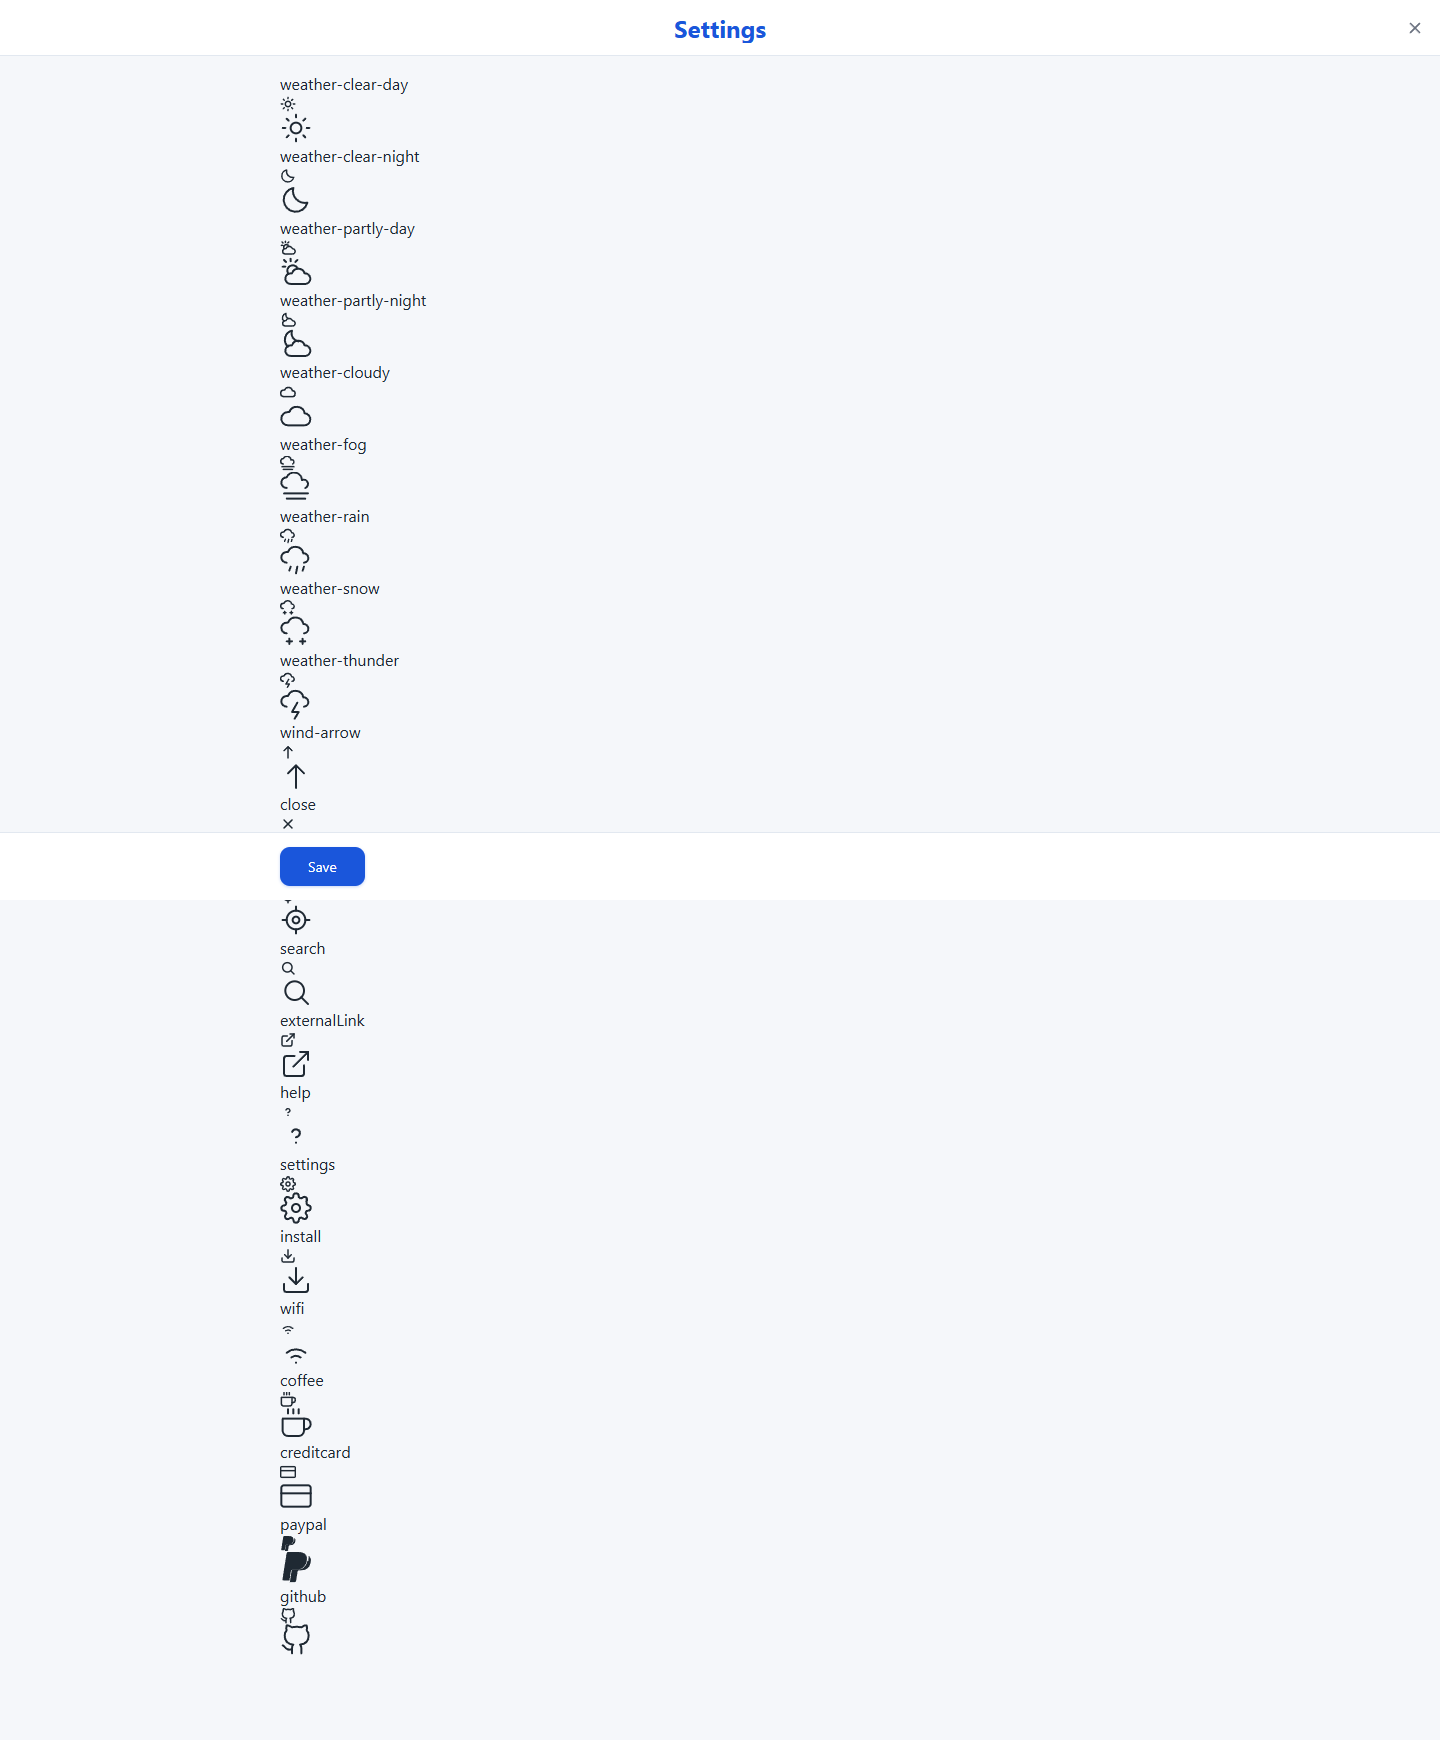 Settings
weather-clear-day
weather-clear-night
weather-partly-day
weather-partly-night
weather-cloudy
weather-fog
weather-rain
weather-snow
weather-thunder
wind-arrow
close
Save
search
externalLink
help
settings
install
wifi
coffee
creditcard
paypal
github